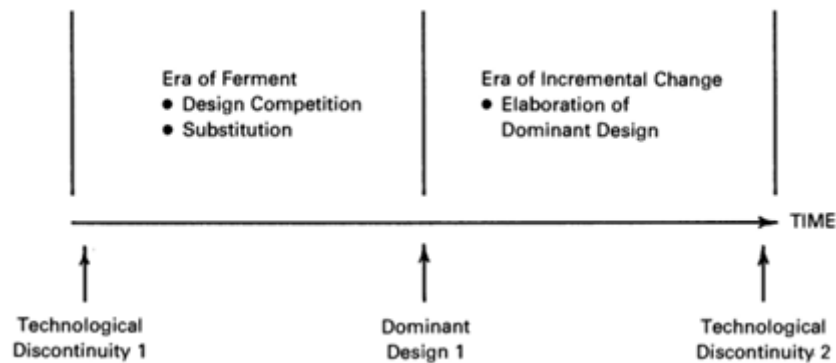 Era of Ferment
● Design Competition
● Substitution
Era of Incremental Change
● Elaboration of
Dominant Design
TIME
Technological
Discontinuity 1
Dominant
Design 1
Technological
Discontinuity 2